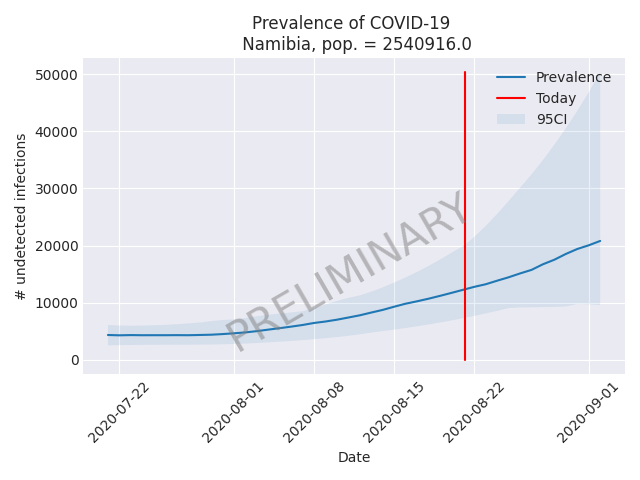 Prevalence of COVID-19
Namibia, pop. = 2540916.0
# undetected infections
50000
40000
30000
20000
10000
0
Prevalence
Today
95CI
PRELIMINARY
2020-07-22
2020-08-01
2020-08-08
2020-08-15
2020-08-22
2020-09-01
Date